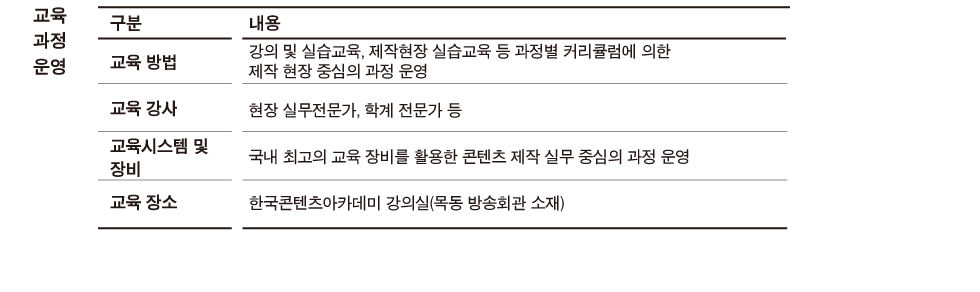 교육
과정
운영
구분
내용
교육 방법
강의 및 실습교육, 제작현장 실습교육 등 과정별 커리큘럼에 의한
제작 현장 중심의 과정 운영
교육 강사
현장 실무전문가, 학계 전문가 등
교육시스템 및
장비
국내 최고의 교육 장비를 활용한 콘텐츠 제작 실무 중심의 과정 운영
교육 장소
한국콘텐츠아카데미 강의실(목동 방송회관 소재)